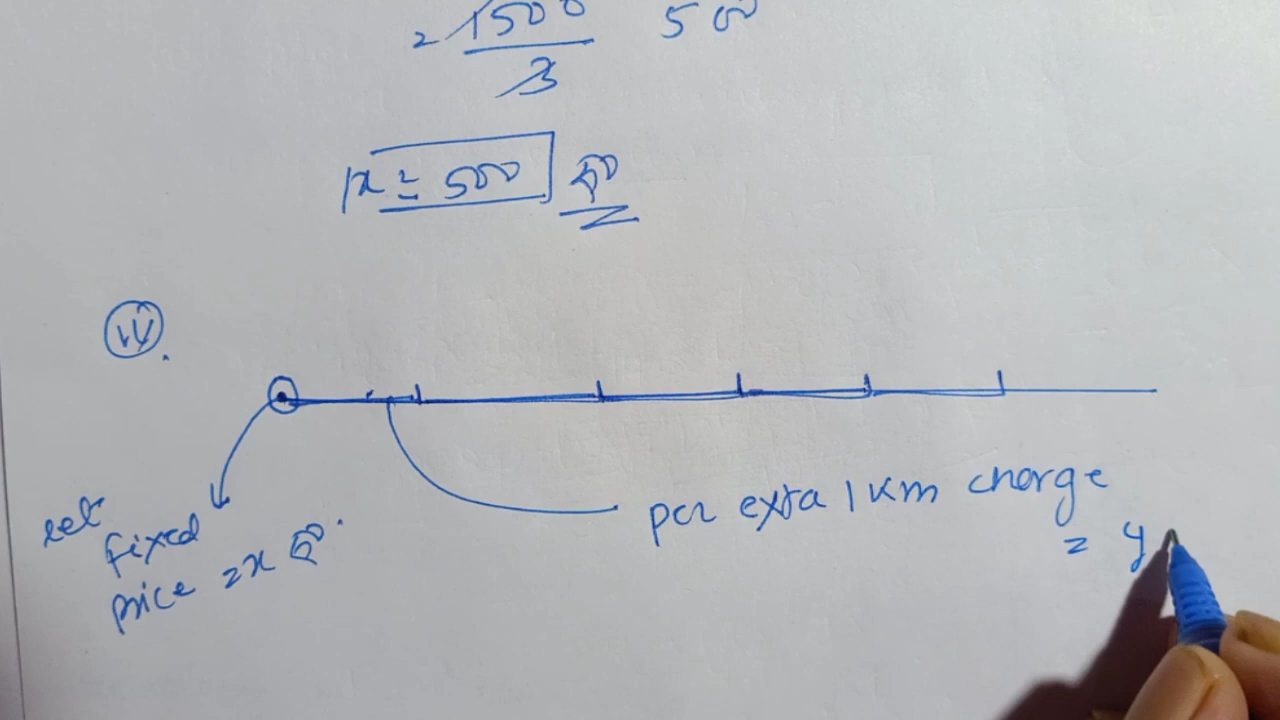 = 1500 500
3
x = 500
iv.
let
fixed
price = x
per extra 1 Km charge
= y